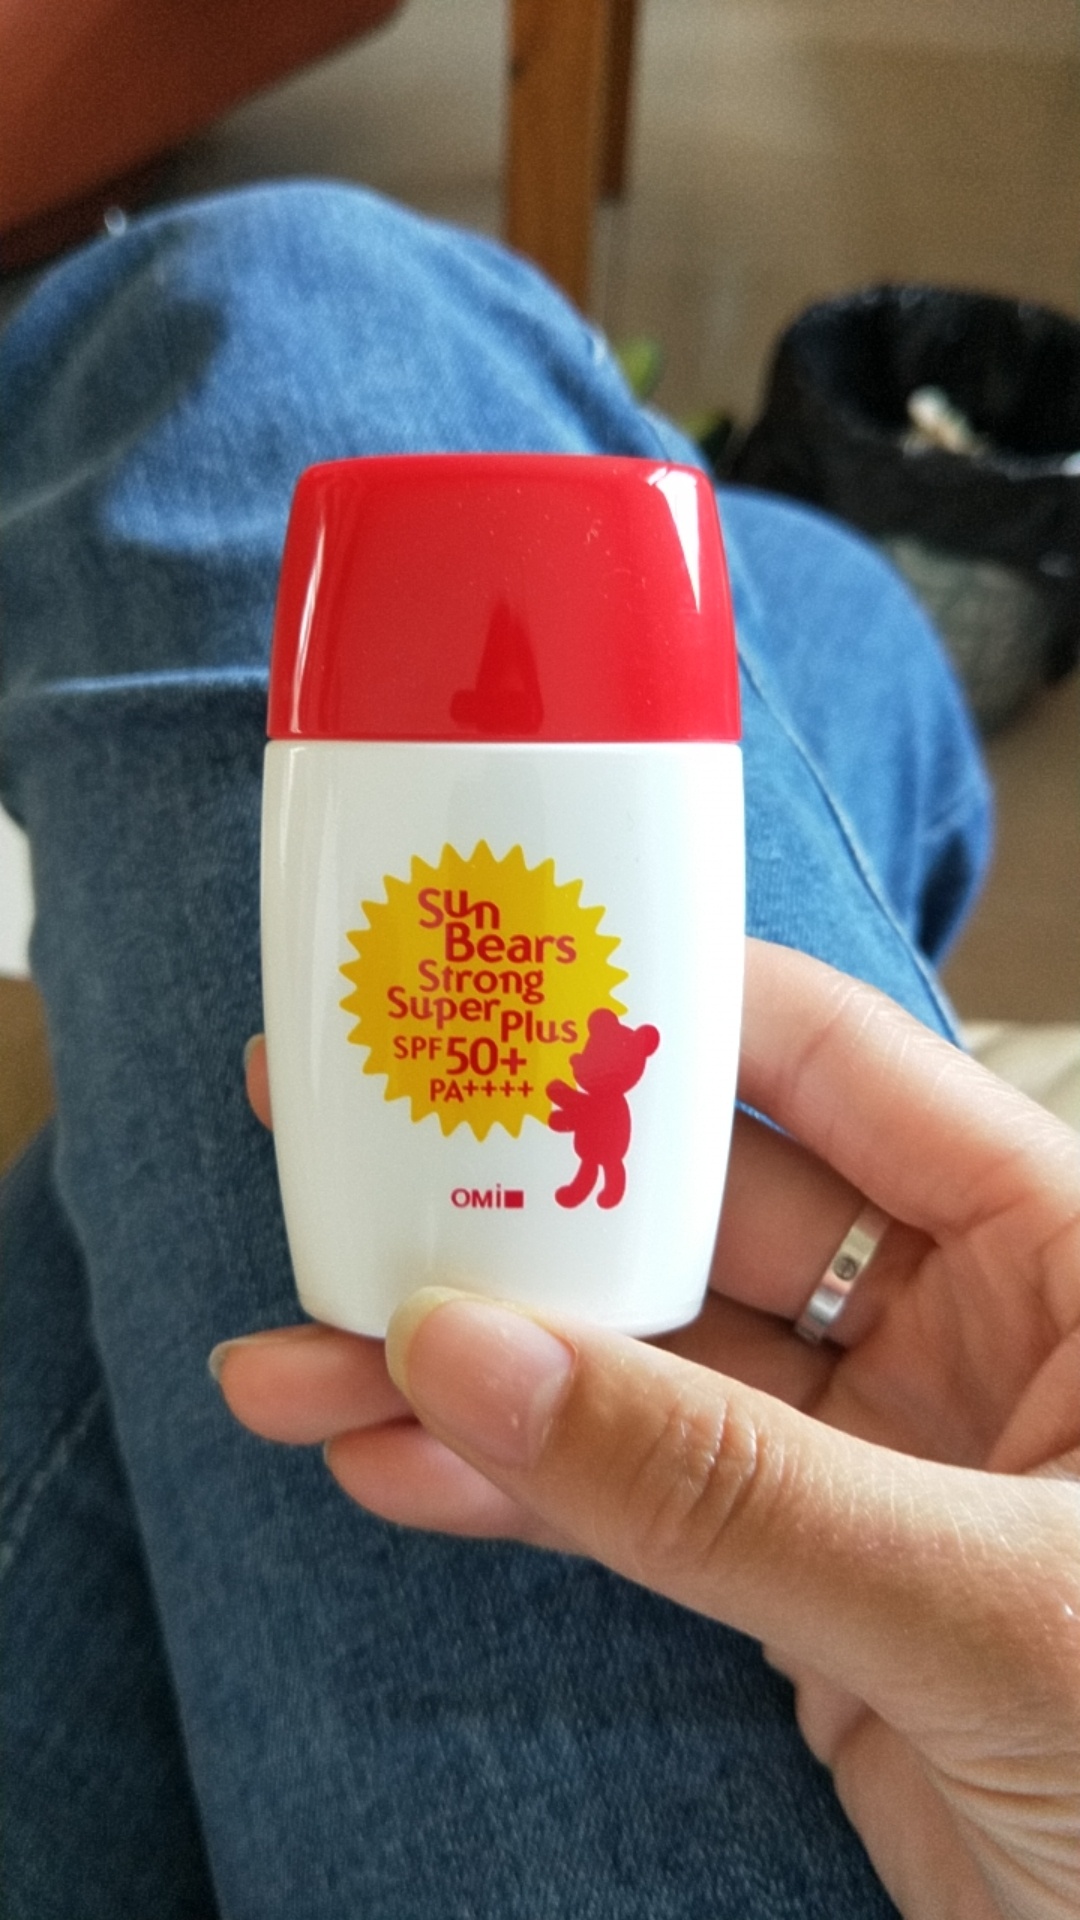 Sun
Bears
Strong
Super Plus
SPF 50+
PA++++
OMi